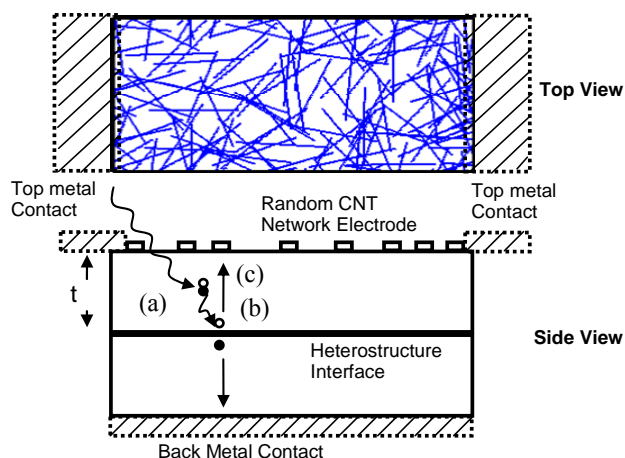 Top View
Top metal
Contact
Random CNT
Network Electrode
Top metal
Contact
(c)
t
(a)
(b)
Side View
Heterostructure
Interface
Back Metal Contact